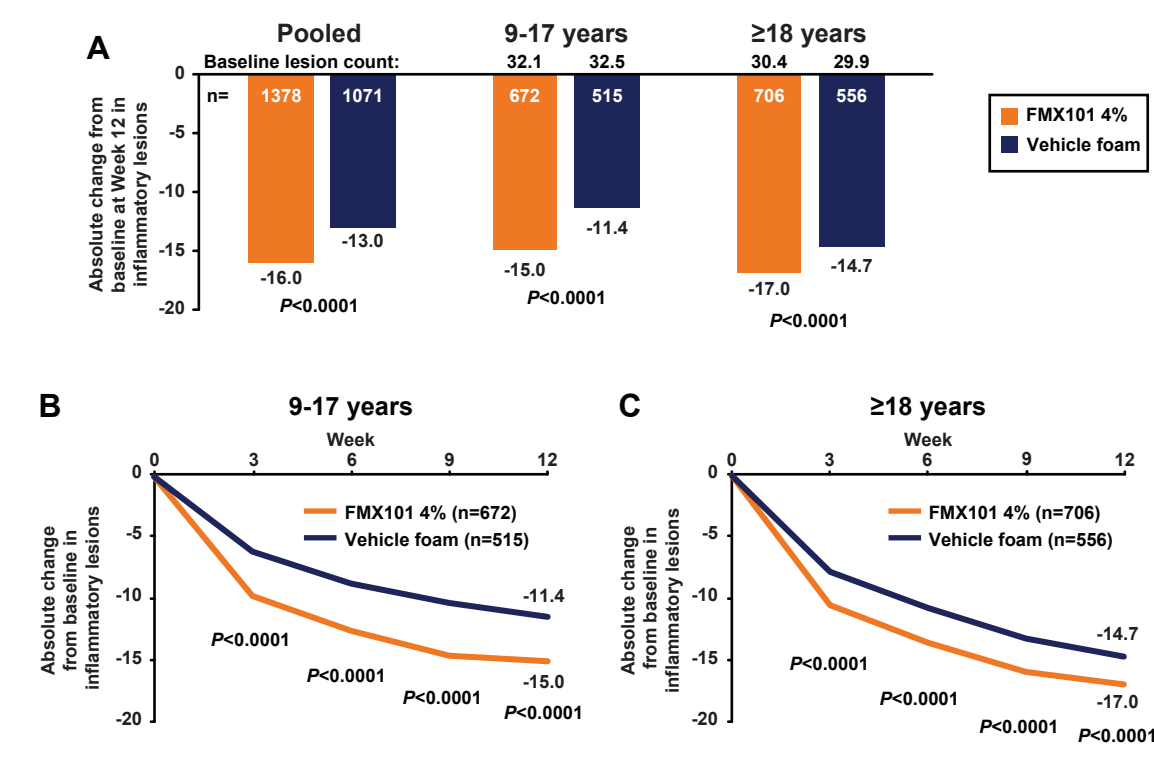 A
Pooled 9-17 years ≥18 years
Baseline lesion count: 32.1 32.5 30.4 29.9
Absolute change from
baseline at Week 12 in
inflammatory lesions
0
-5
-10
-15
-20
n= 1378 1071 672 515 706 556
-16.0 -13.0 -15.0 -11.4 -17.0 -14.7
P<0.0001 P<0.0001 P<0.0001
FMX101 4%
Vehicle foam
B
9-17 years
Week
0 3 6 9 12
Absolute change
from baseline in
inflammatory lesions
0
-5
-10
-15
-20
FMX101 4% (n=672)
Vehicle foam (n=515)
-11.4
-15.0
P<0.0001
P<0.0001
P<0.0001
P<0.0001
C
≥18 years
Week
0 3 6 9 12
Absolute change
from baseline in
inflammatory lesions
0
-5
-10
-15
-20
FMX101 4% (n=706)
Vehicle foam (n=556)
-14.7
-17.0
P<0.0001
P<0.0001
P<0.0001
P<0.0001